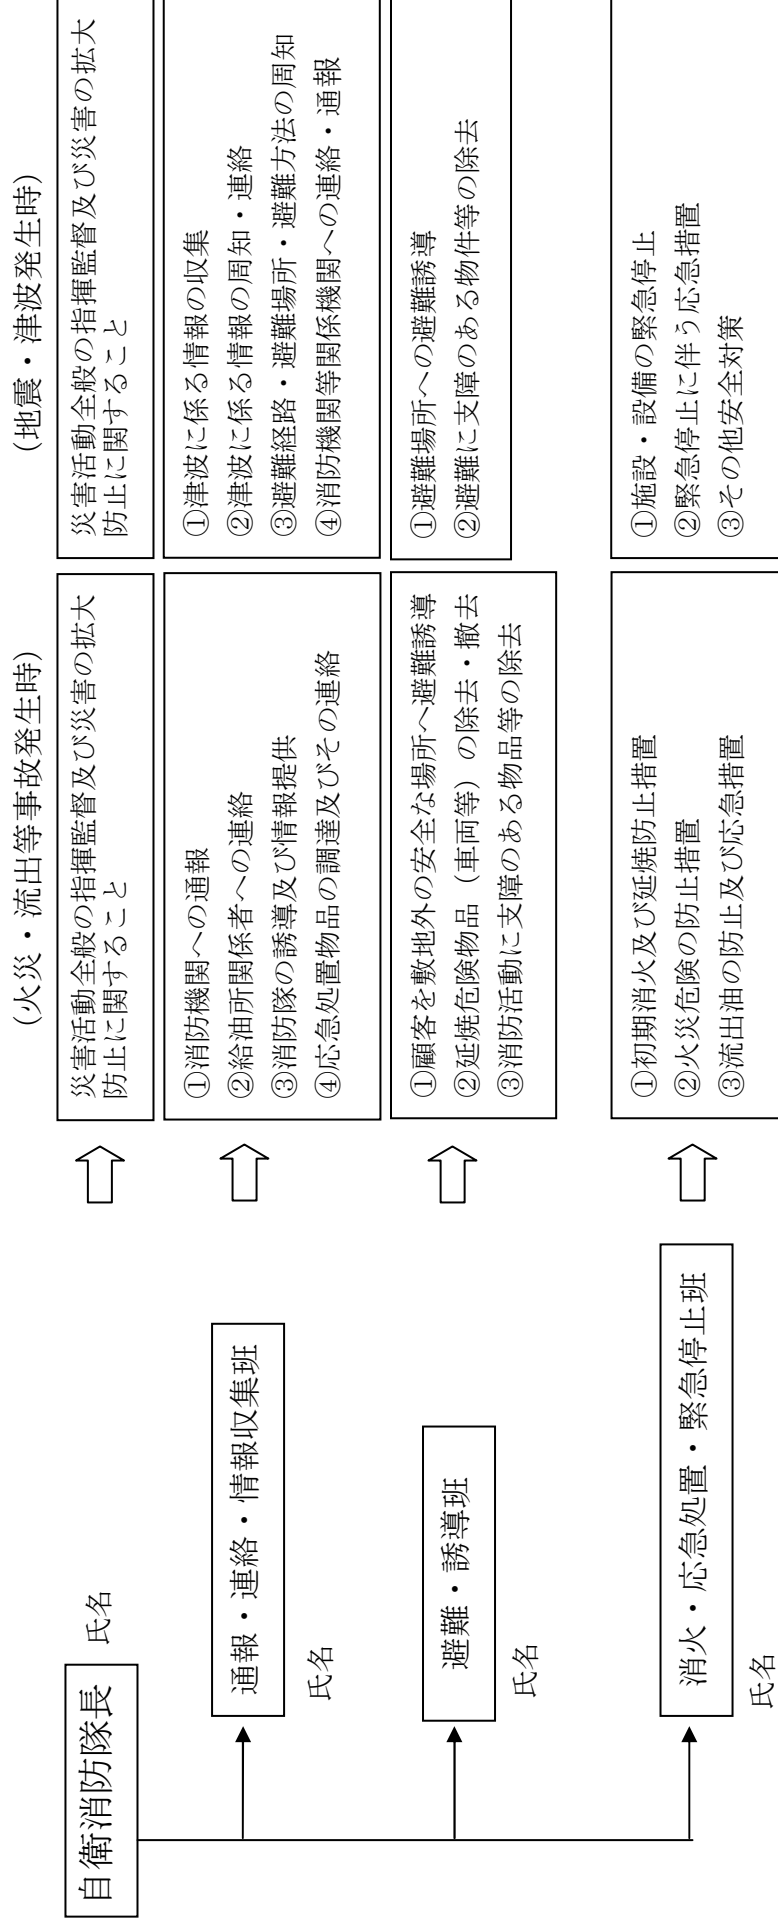 (火災・流出等事故発生時)
(地震・津波発生時)
自衛消防隊長
氏名
災害活動全般の指揮監督及び災害の拡大
防止に関すること
災害活動全般の指揮監督及び災害の拡大
防止に関すること
通報・連絡・情報収集班
氏名
①消防機関への通報
②給油所関係者への連絡
③消防隊の誘導及び情報提供
④応急処置物品の調達及びその連絡
①津波に係る情報の収集
②津波に係る情報の周知・連絡
③避難経路・避難場所・避難方法の周知
④消防機関等関係機関への連絡・通報
避難・誘導班
氏名
①顧客を敷地外の安全な場所へ避難誘導
②延焼危険物品（車両等）の除去・撤去
③消防活動に支障のある物品等の除去
①避難場所への避難誘導
②避難に支障のある物件等の除去
消火・応急処置・緊急停止班
氏名
①初期消火及び延焼防止措置
②火災危険の防止措置
③流出油の防止及び応急措置
①施設・設備の緊急停止
②緊急停止に伴う応急措置
③その他安全対策